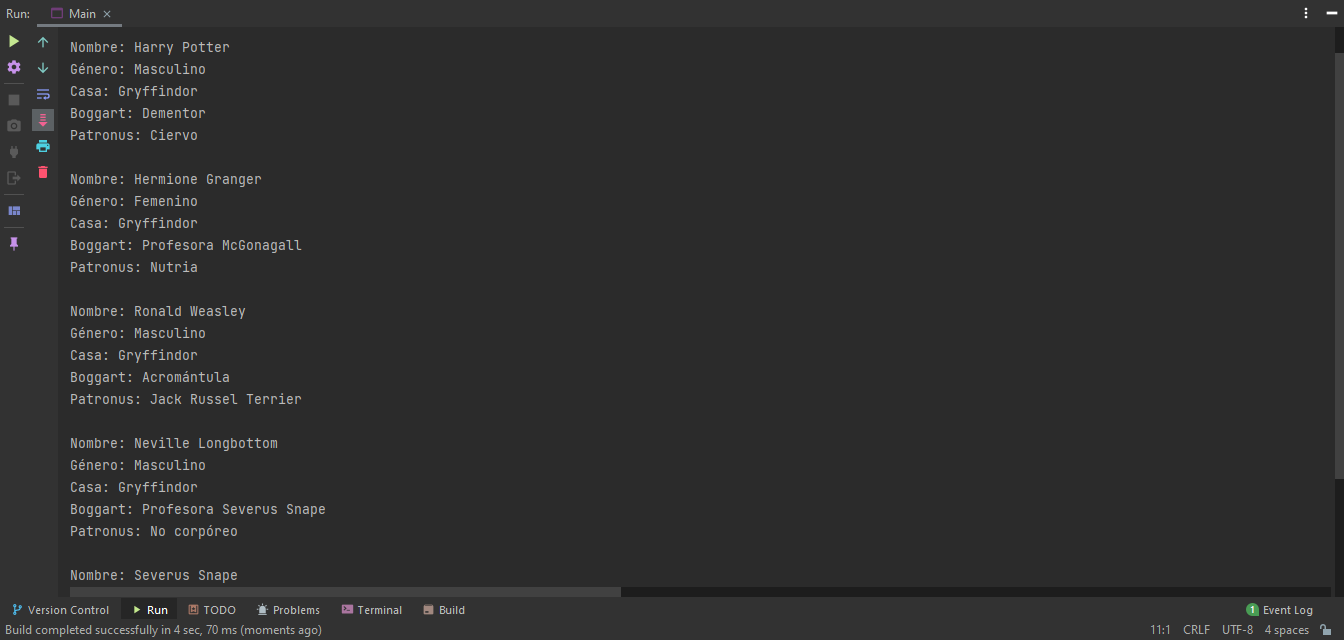 Run: Main
Nombre: Harry Potter
Género: Masculino
Casa: Gryffindor
Boggart: Dementor
Patronus: Ciervo
Nombre: Hermione Granger
Género: Femenino
Casa: Gryffindor
Boggart: Profesora McGonagall
Patronus: Nutria
Nombre: Ronald Weasley
Género: Masculino
Casa: Gryffindor
Boggart: Acromántula
Patronus: Jack Russel Terrier
Nombre: Neville Longbottom
Género: Masculino
Casa: Gryffindor
Boggart: Profesora Severus Snape
Patronus: No corpóreo
Nombre: Severus Snape
Version Control Run TODO Problems Terminal Build 1 Event Log
Build completed successfully in 4 sec, 70 ms (moments ago) 11:1 CRLF UTF-8 4 spaces